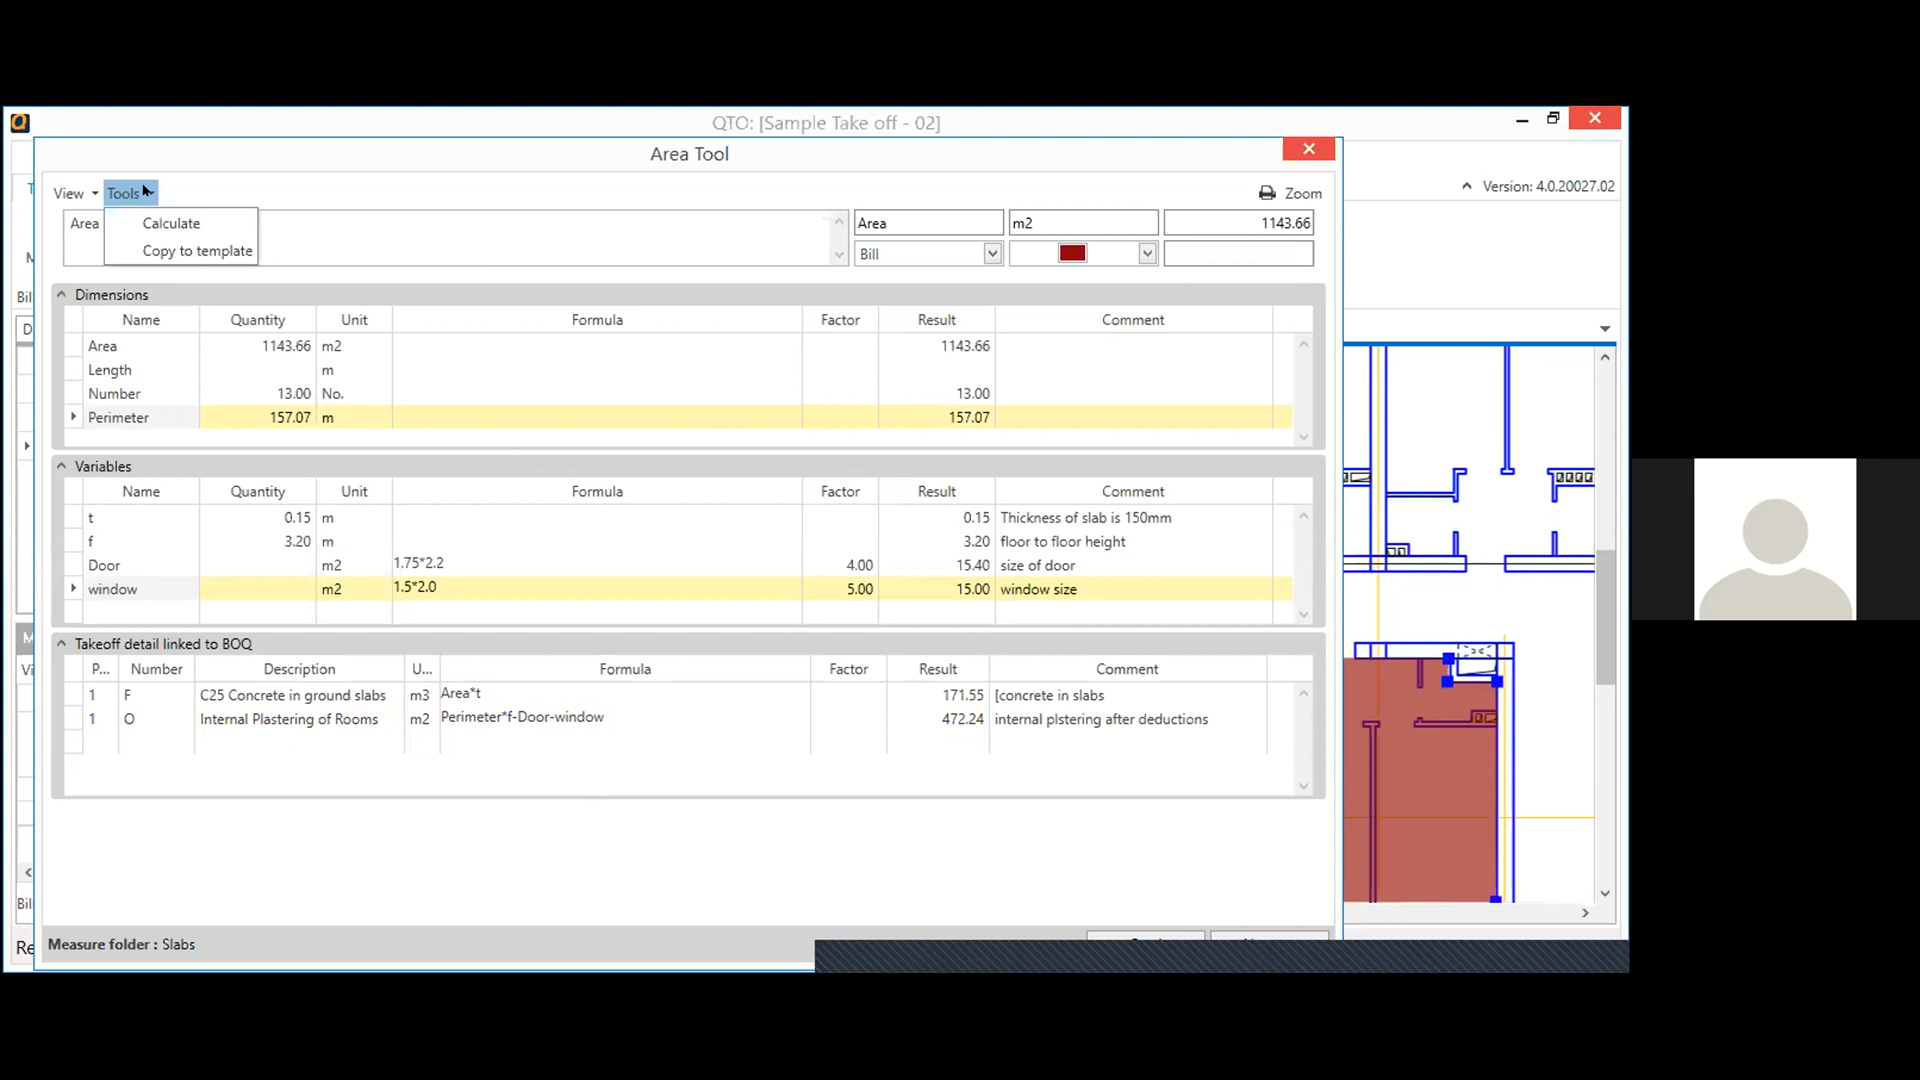 QTO: [Sample Take off - 02]
Area Tool
View Tools
Zoom
Version: 4.0.20027.02
Calculate
Copy to template
Area
Area m2 1143.66
Bill
Dimensions
Name Quantity Unit Formula Factor Result Comment
Area 1143.66 m2 1143.66
Length m
Number 13.00 No. 13.00
Perimeter 157.07 m 157.07
Variables
Name Quantity Unit Formula Factor Result Comment
t 0.15 m 0.15 Thickness of slab is 150mm
f 3.20 m 3.20 floor to floor height
Door m2 1.75*2.2 4.00 15.40 size of door
window m2 1.5*2.0 5.00 15.00 window size
Takeoff detail linked to BOQ
P... Number Description U... Formula Factor Result Comment
1 F C25 Concrete in ground slabs m3 Area*t 171.55 [concrete in slabs
1 O Internal Plastering of Rooms m2 Perimeter*f-Door-window 472.24 internal plstering after deductions
Measure folder : Slabs